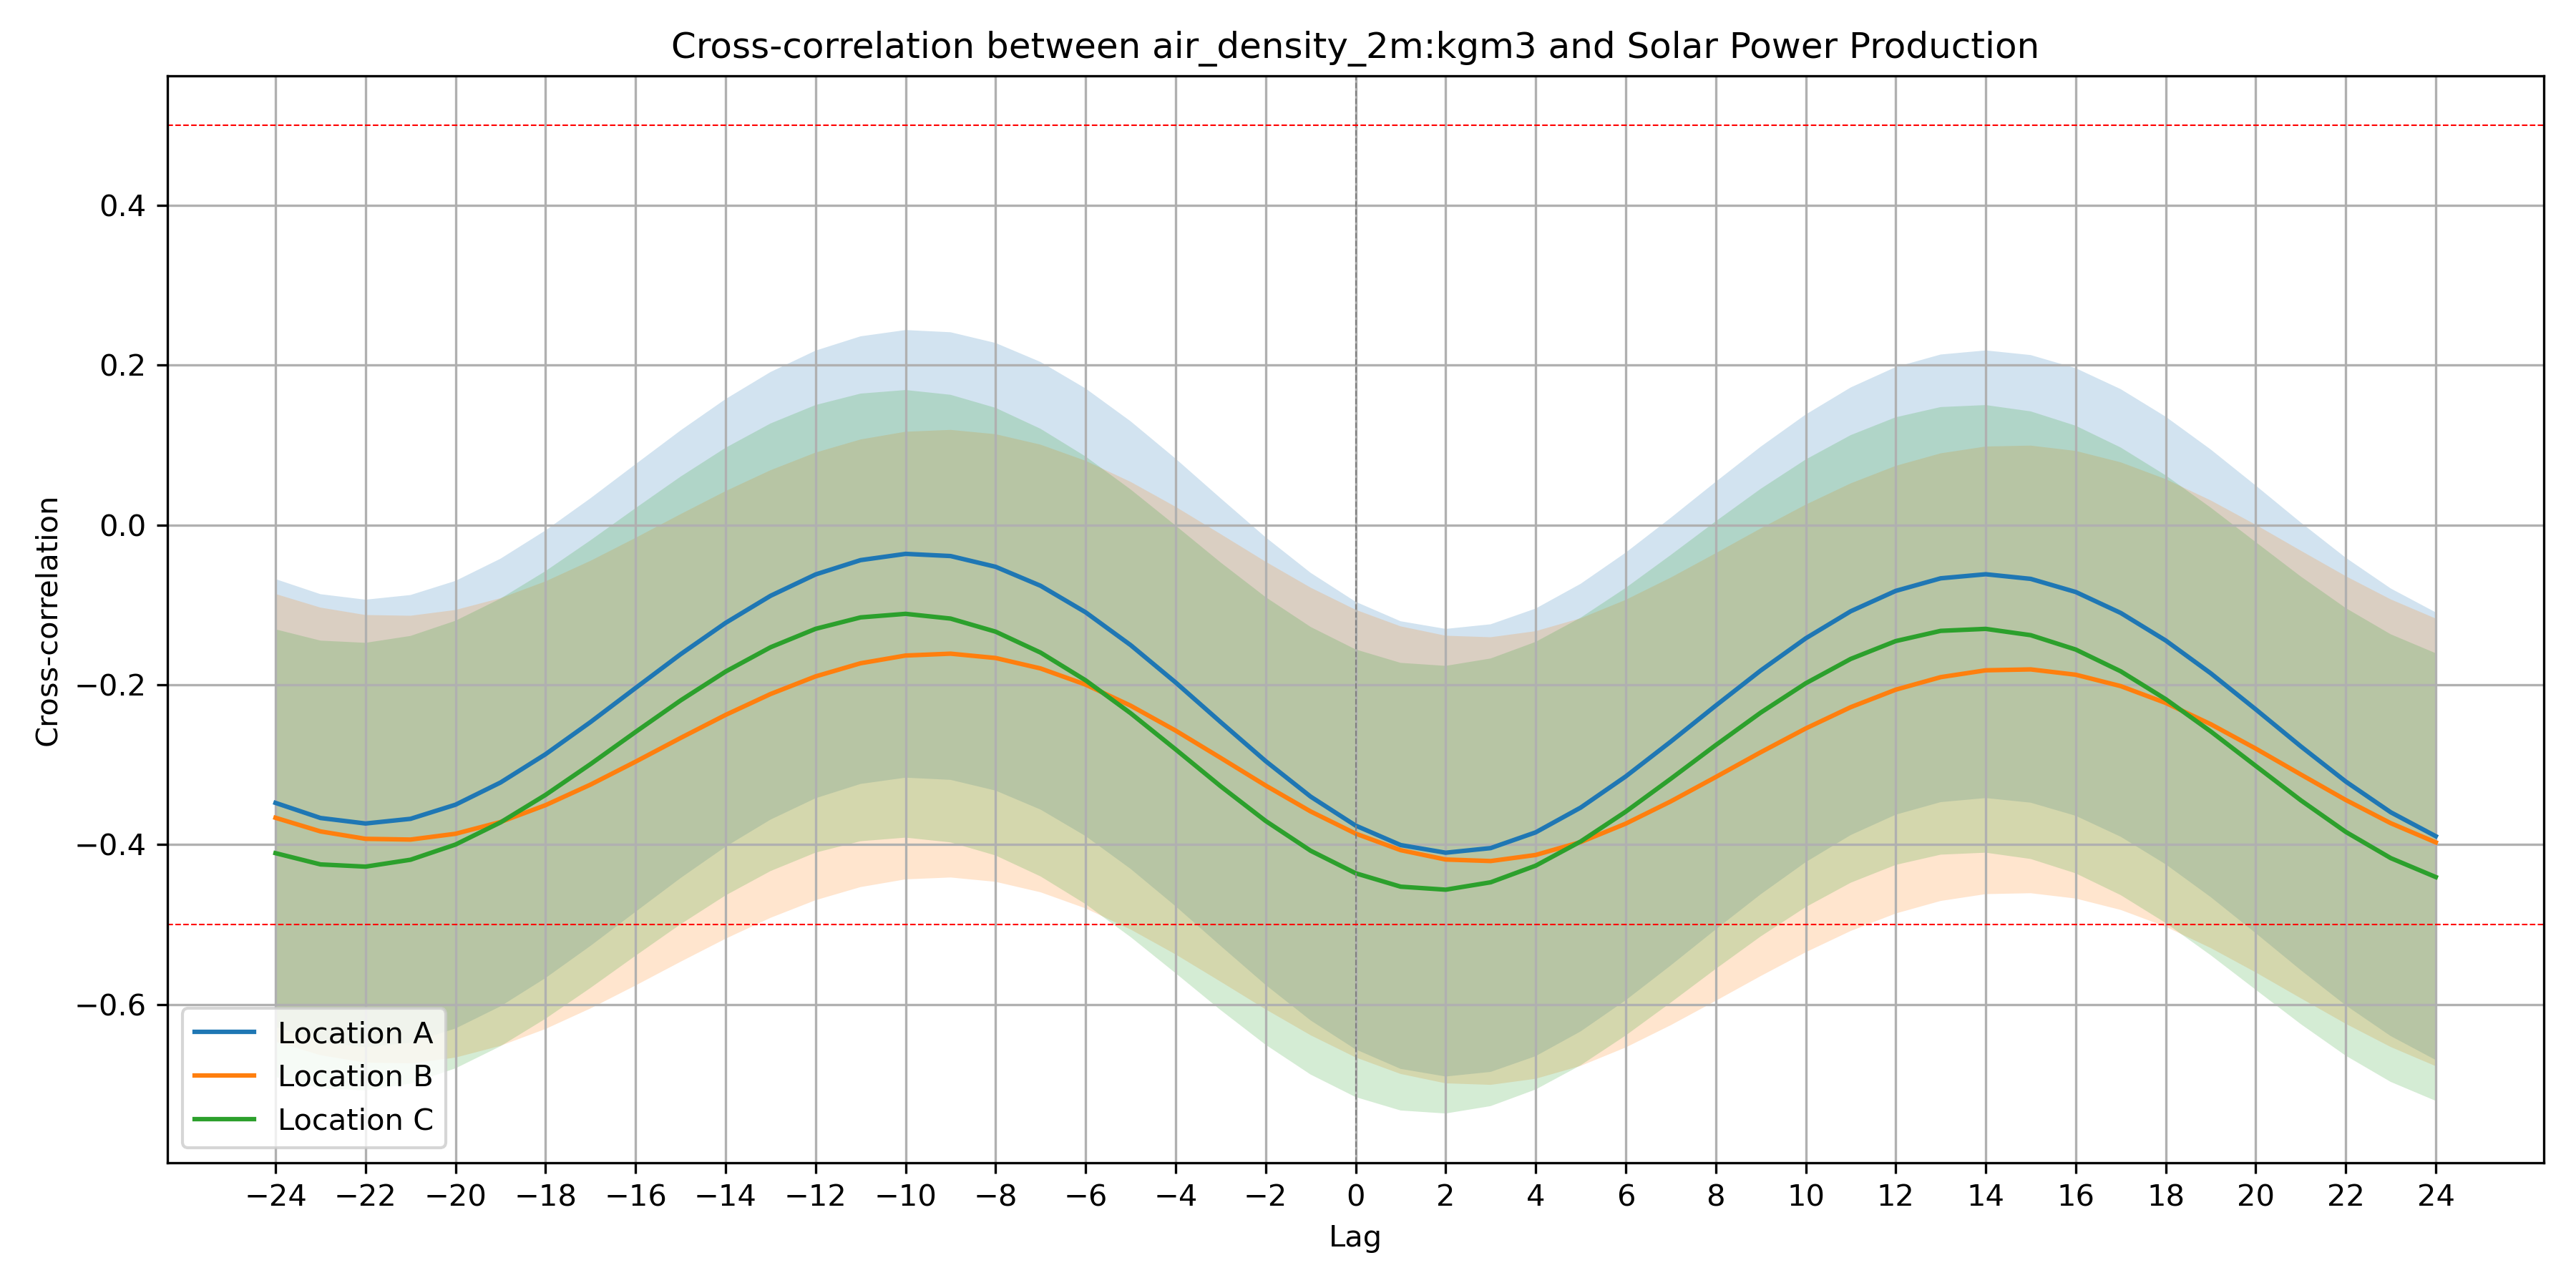 Cross-correlation between air_density_2m:kgm3 and Solar Power Production
Cross-correlation
0.4
0.2
0.0
−0.2
−0.4
−0.6
Location A
Location B
Location C
−24 −22 −20 −18 −16 −14 −12 −10 −8 −6 −4 −2 0 2 4 6 8 10 12 14 16 18 20 22 24
Lag